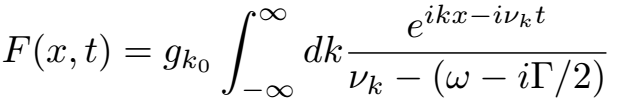 F(x, t) = g_{k_0} \int_{-\infty}^{\infty} dk \frac{e^{ikx - i\nu_k t}}{\nu_k - (\omega - i\Gamma/2)}